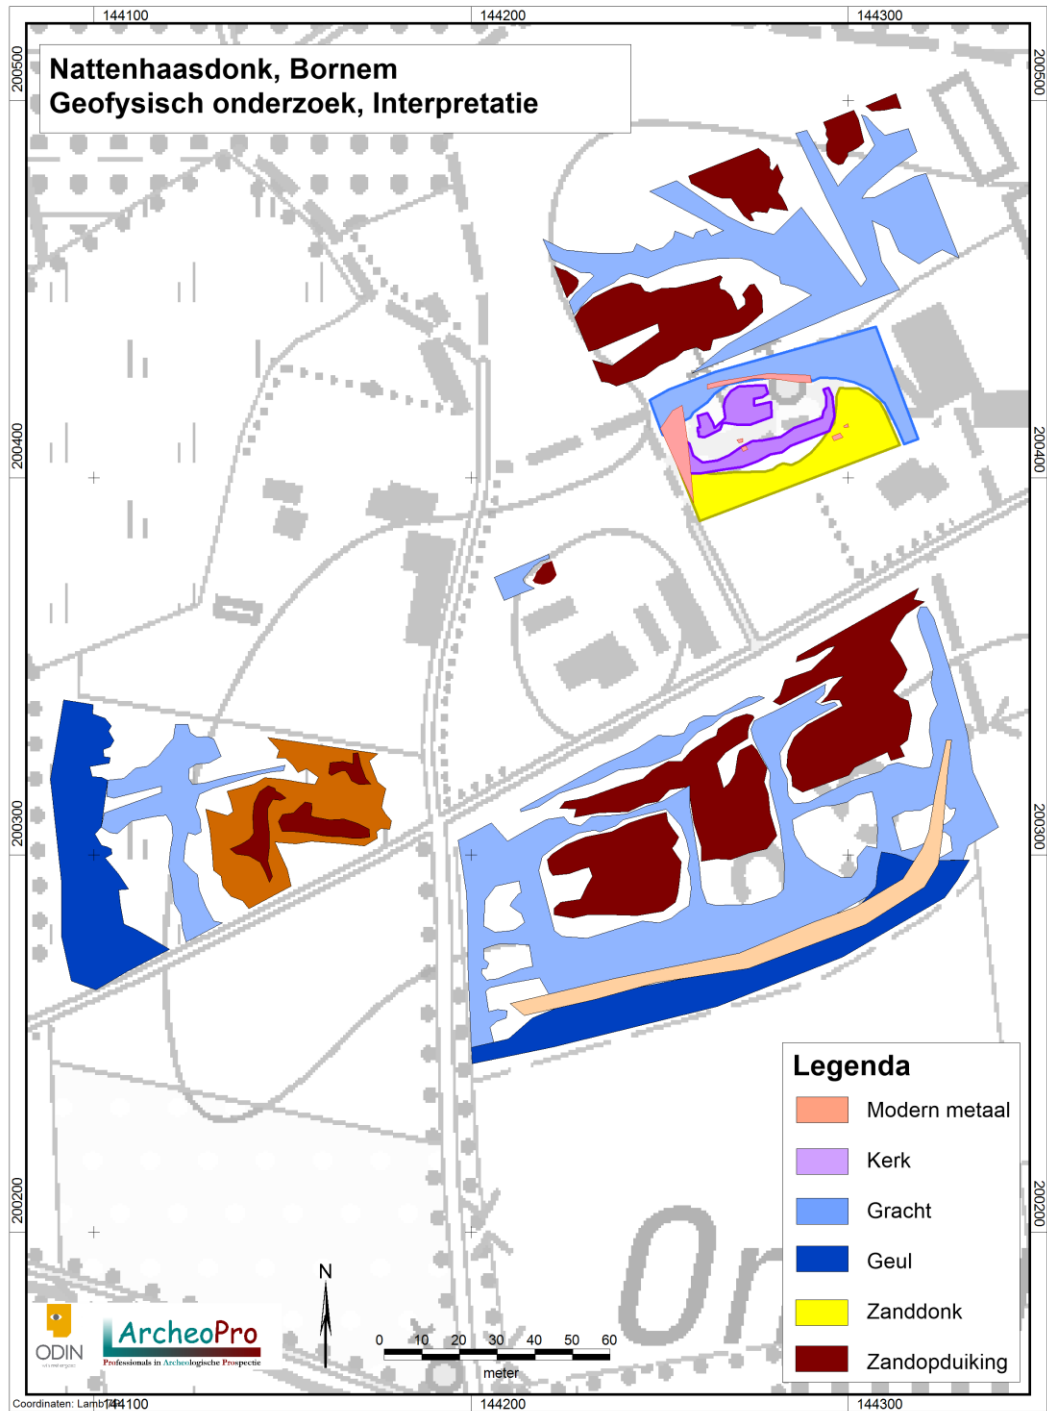 144100
144200
144300
200500
200500
Nattenhaasdonk, Bornem
Geofysisch onderzoek, Interpretatie
200400
200400
200300
200300
200200
200200
Or
Legenda
Modern metaal
Kerk
Gracht
Geul
Zanddonk
Zandopduiking
N
ODIN
ArcheoPro
Professionals in Archeologische Prospectie
0 10 20 30 40 50 60
meter
Coordinaten:
144100
144200
144300